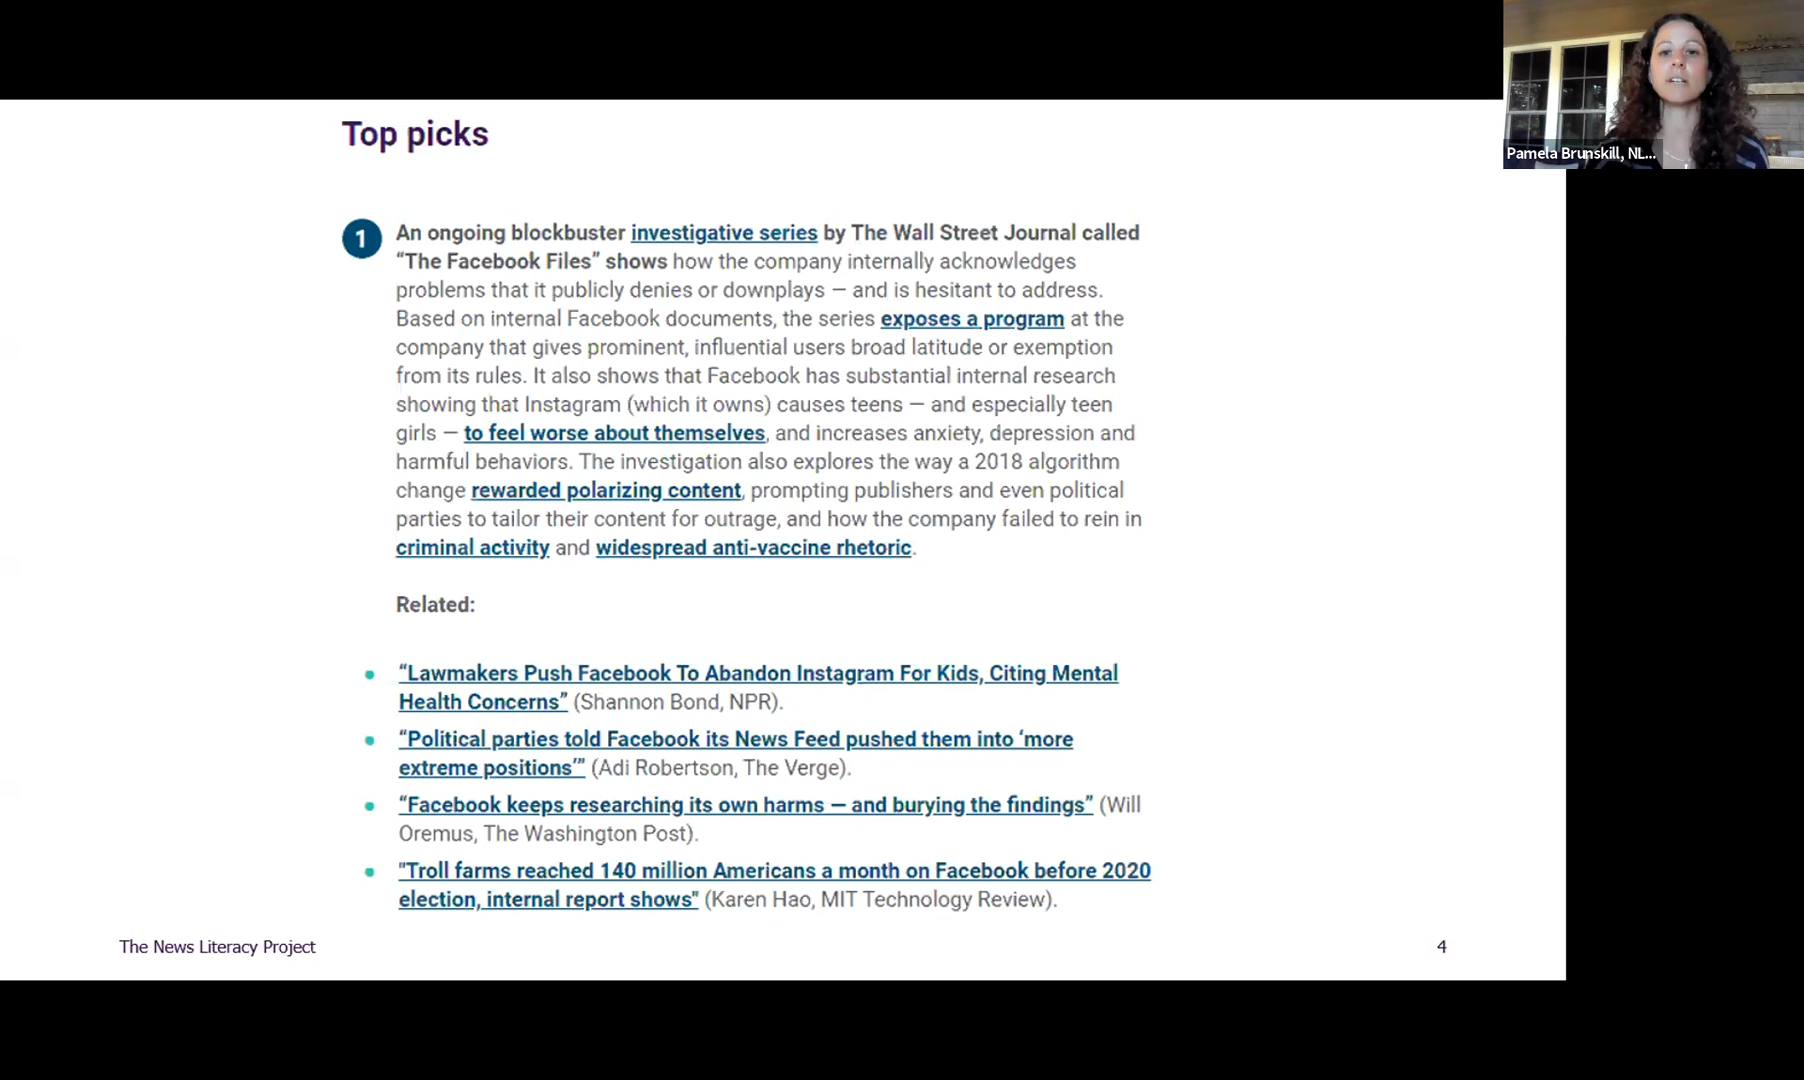 Pamela Brunskill, NL...
Top picks
1
An ongoing blockbuster investigative series by The Wall Street Journal called
“The Facebook Files” shows how the company internally acknowledges
problems that it publicly denies or downplays — and is hesitant to address.
Based on internal Facebook documents, the series exposes a program at the
company that gives prominent, influential users broad latitude or exemption
from its rules. It also shows that Facebook has substantial internal research
showing that Instagram (which it owns) causes teens — and especially teen
girls — to feel worse about themselves, and increases anxiety, depression and
harmful behaviors. The investigation also explores the way a 2018 algorithm
change rewarded polarizing content, prompting publishers and even political
parties to tailor their content for outrage, and how the company failed to rein in
criminal activity and widespread anti-vaccine rhetoric.
Related:
“Lawmakers Push Facebook To Abandon Instagram For Kids, Citing Mental
Health Concerns” (Shannon Bond, NPR).
“Political parties told Facebook its News Feed pushed them into ‘more
extreme positions’” (Adi Robertson, The Verge).
“Facebook keeps researching its own harms — and burying the findings” (Will
Oremus, The Washington Post).
"Troll farms reached 140 million Americans a month on Facebook before 2020
election, internal report shows" (Karen Hao, MIT Technology Review).
The News Literacy Project
4